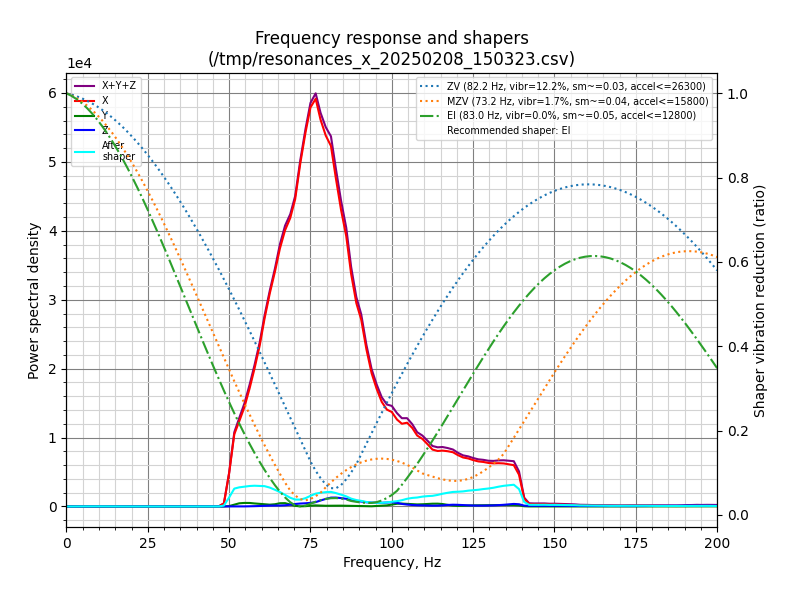 Frequency response and shapers
(/tmp/resonances_x_20250208_150323.csv)
1e4
X+Y+Z
X
Y
Z
After
shaper
ZV (82.2 Hz, vibr=12.2%, sm~=0.03, accel<=26300)
MZV (73.2 Hz, vibr=1.7%, sm~=0.04, accel<=15800)
EI (83.0 Hz, vibr=0.0%, sm~=0.05, accel<=12800)
Recommended shaper: EI
6
5
4
3
2
1
0
Power spectral density
1.0
0.8
0.6
0.4
0.2
0.0
Shaper vibration reduction (ratio)
0 25 50 75 100 125 150 175 200
Frequency, Hz